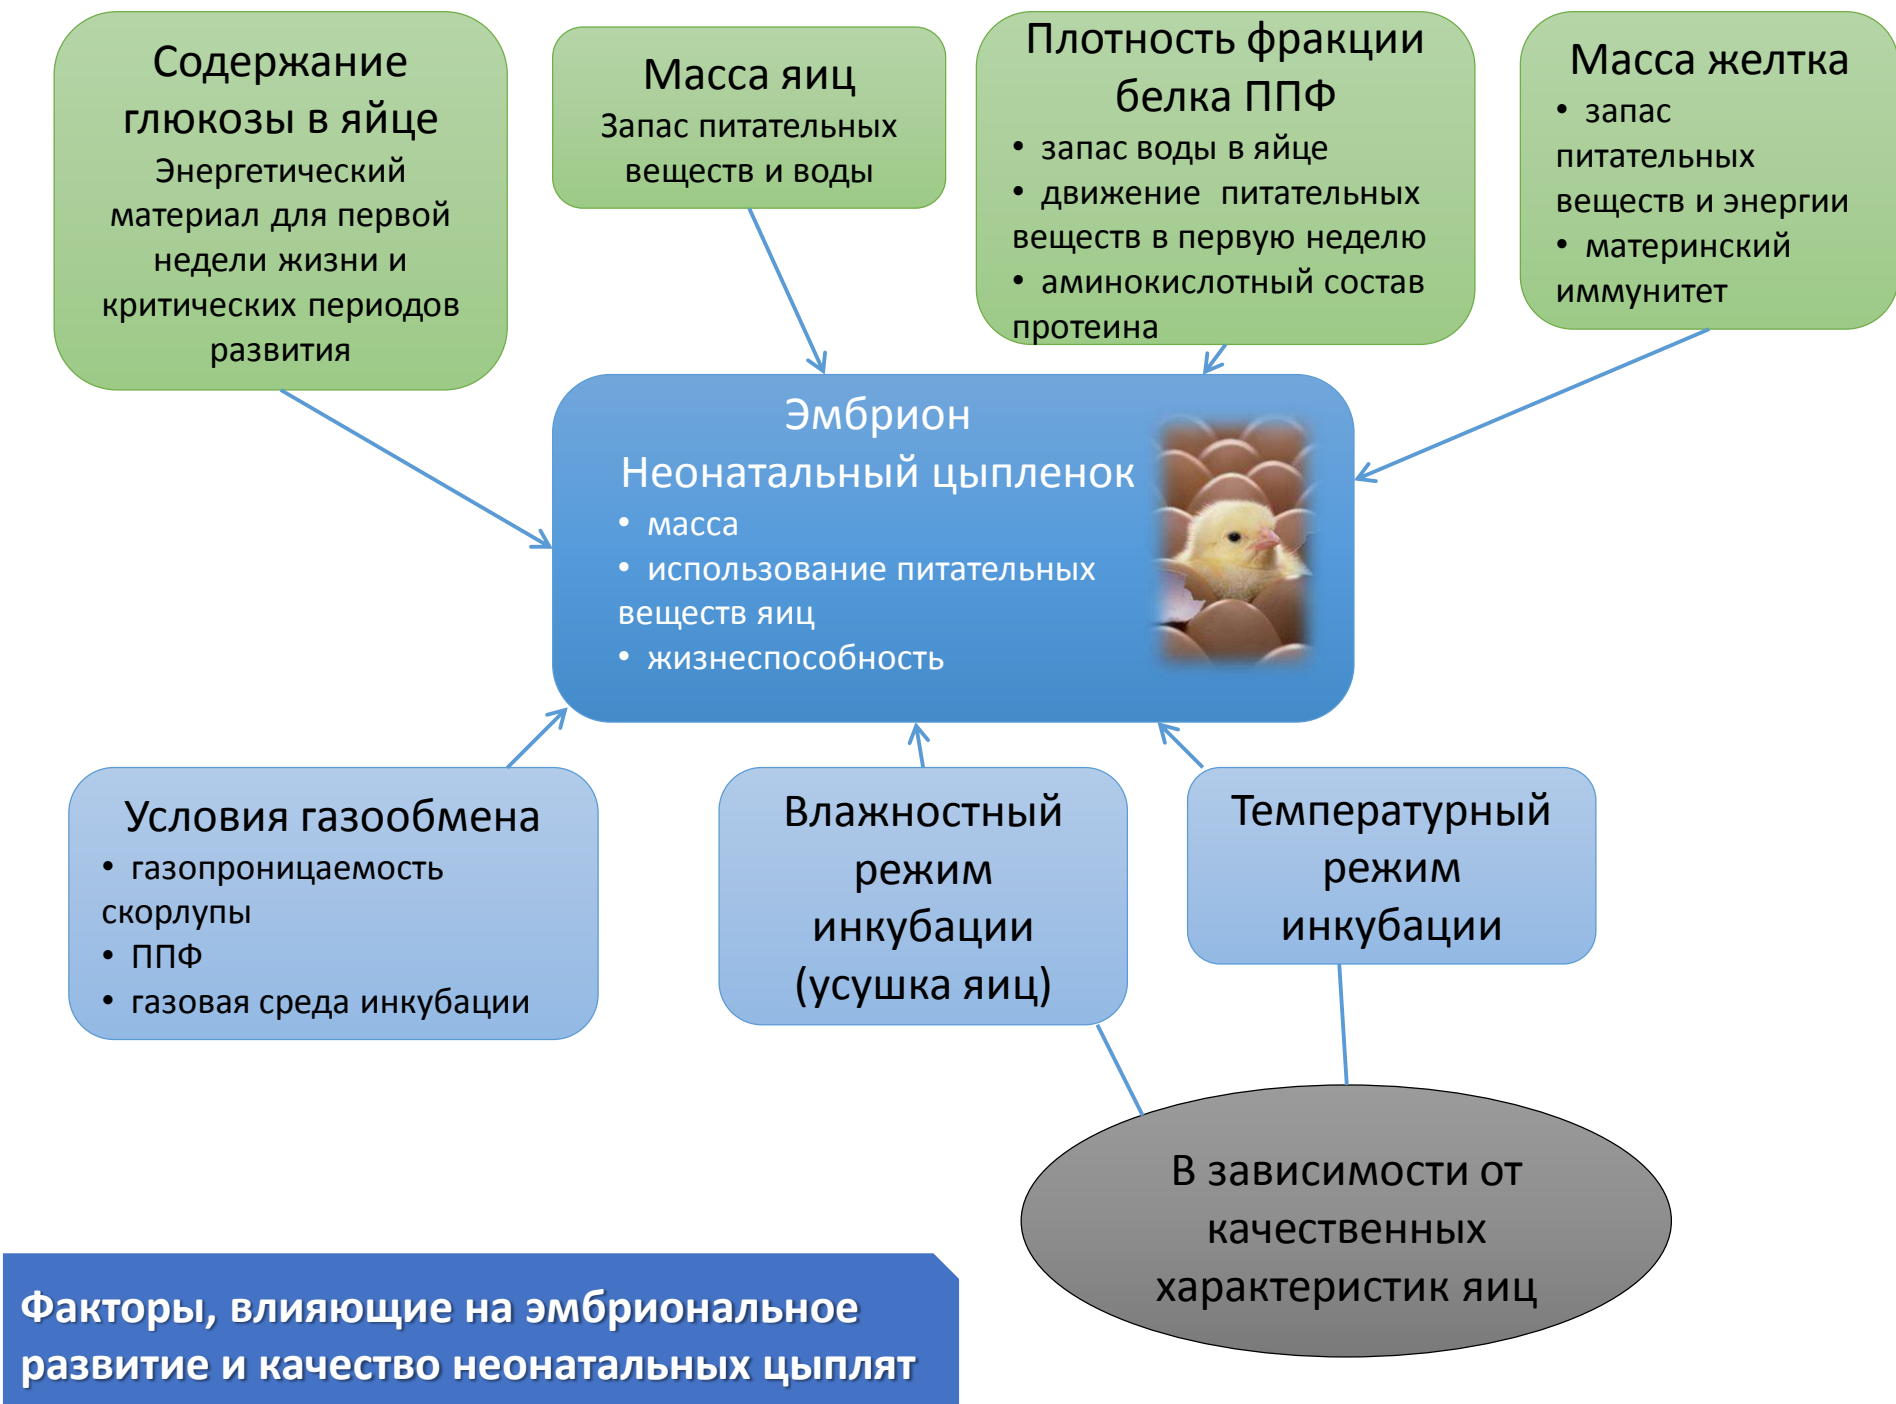 Содержание
глюкозы в яйце
Энергетический
материал для первой
недели жизни и
критических периодов
развития
Масса яиц
Запас питательных
веществ и воды
Плотность фракции
белка ППФ
• запас воды в яйце
• движение питательных
веществ в первую неделю
• аминокислотный состав
протеина
Масса желтка
• запас
питательных
веществ и энергии
• материнский
иммунитет
Эмбрион
Неонатальный цыпленок
• масса
• использование питательных
веществ яиц
• жизнеспособность
Условия газообмена
• газопроницаемость
скорлупы
• ППФ
• газовая среда инкубации
Влажностный
режим
инкубации
(усушка яиц)
Температурный
режим
инкубации
В зависимости от
качественных
характеристик яиц
Факторы, влияющие на эмбриональное
развитие и качество неонатальных цыплят